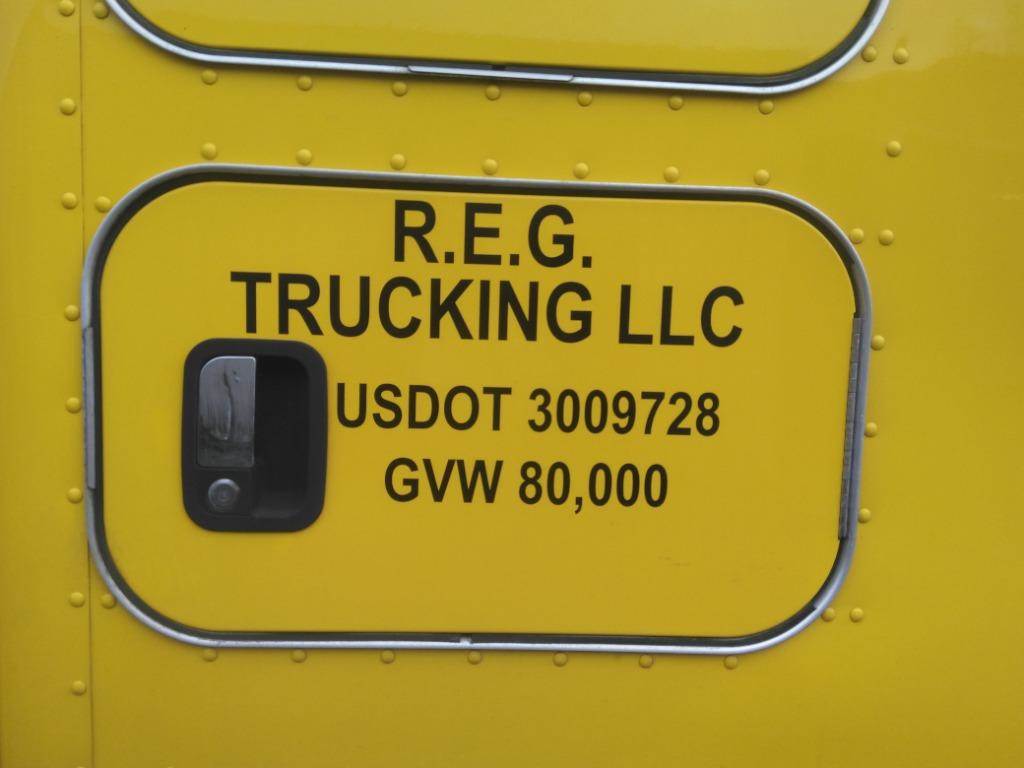 R.E.G.
TRUCKING LLC
USDOT 3009728
GVW 80,000